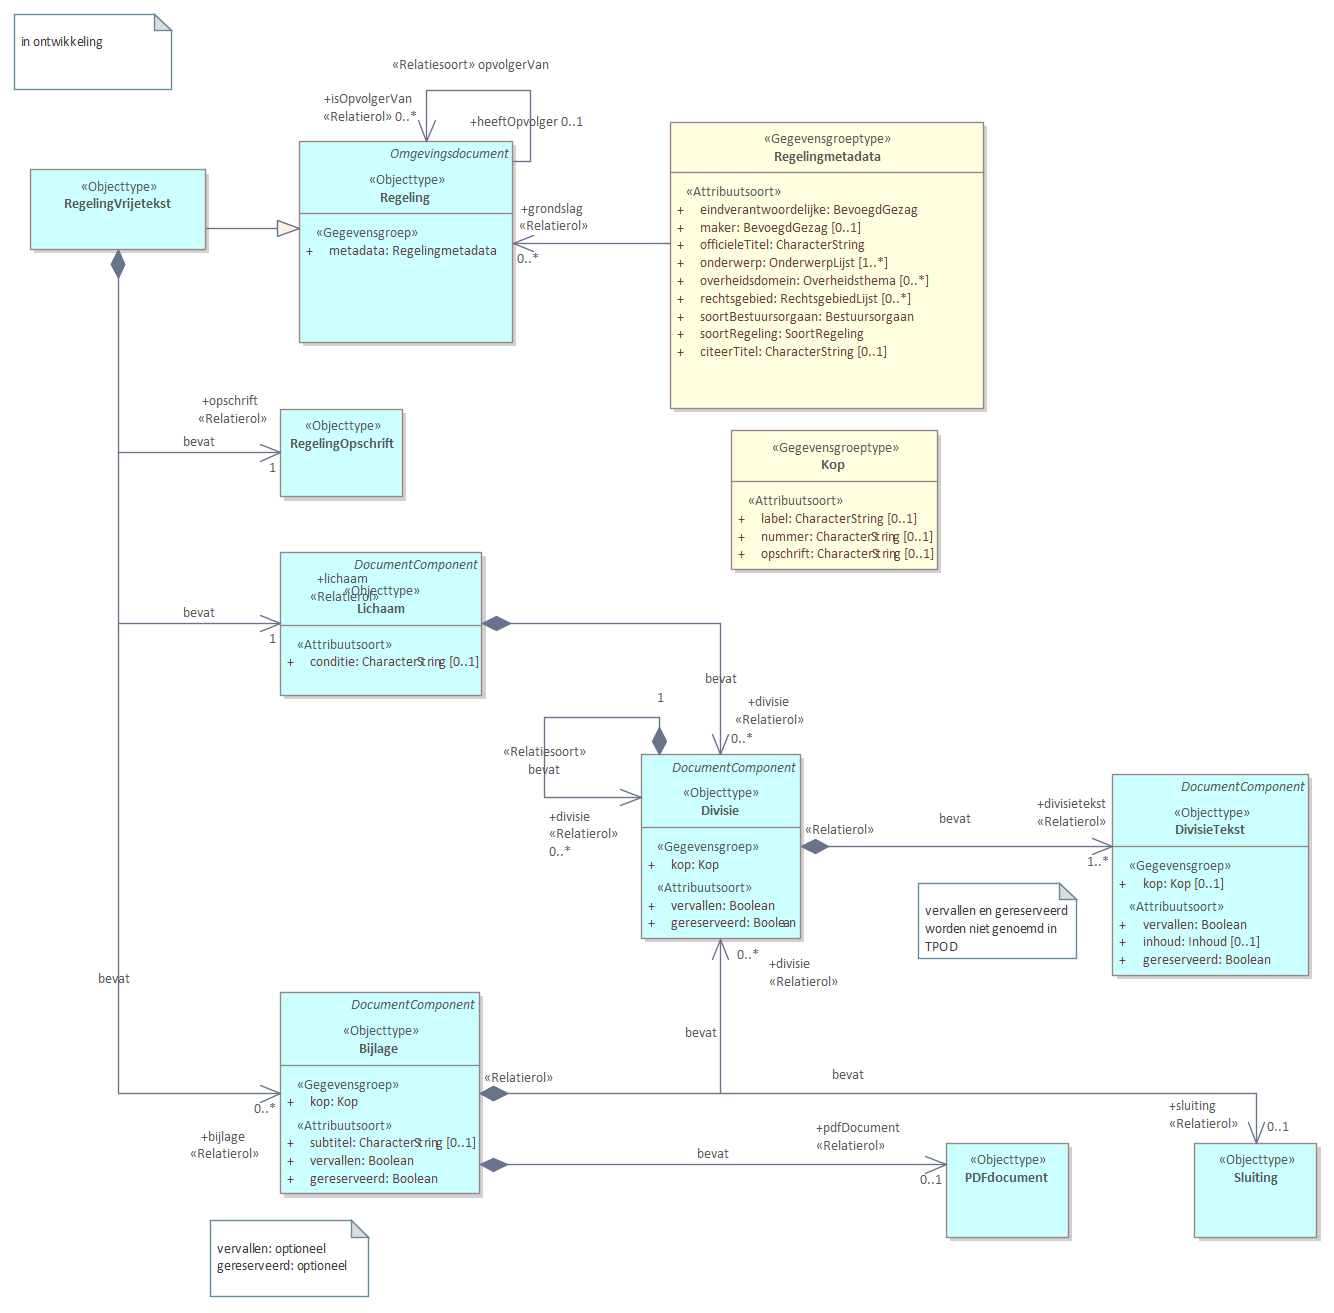 in ontwikkeling
«Relatiesoort» opvolgerVan
+isOpvolgerVan
«Relatierol» 0..*
+heeftOpvolger 0..1
Omgevingsdocument
«Objecttype»
Regeling
«Gegevensgroep»
+ metadata: Regelingmetadata
«Objecttype»
RegelingVrijetekst
+grondslag
«Relatierol»
0..*
«Gegevensgroeptype»
Regelingmetadata
«Attribuutsoort»
+ eindverantwoordelijke: BevoegdGezag
+ maker: BevoegdGezag [0..1]
+ officieleTitel: CharacterString
+ onderwerp: OnderwerpLijst [1..*]
+ overheidsdomein: Overheidsthema [0..*]
+ rechtsgebied: RechtsgebiedLijst [0..*]
+ soortBestuursorgaan: Bestuursorgaan
+ soortRegeling: SoortRegeling
+ citeerTitel: CharacterString [0..1]
+opschrift
«Relatierol»
bevat
1
«Objecttype»
RegelingOpschrift
«Gegevensgroeptype»
Kop
«Attribuutsoort»
+ label: CharacterString [0..1]
+ nummer: CharacterString [0..1]
+ opschrift: CharacterString [0..1]
DocumentComponent
+lichaam
«Objecttype»
«Relatierol»
Lichaam
bevat
1
«Attribuutsoort»
+ conditie: CharacterString [0..1]
bevat
+divisie
«Relatierol»
0..*
1
«Relatiesoort»
bevat
+divisie
«Relatierol»
0..*
DocumentComponent
«Objecttype»
Divisie
«Gegevensgroep»
+ kop: Kop
«Attribuutsoort»
+ vervallen: Boolean
+ gereserveerd: Boolean
«Relatierol»
bevat
+divisietekst
«Relatierol»
1..*
DocumentComponent
«Objecttype»
DivisieTekst
«Gegevensgroep»
+ kop: Kop [0..1]
«Attribuutsoort»
+ vervallen: Boolean
+ inhoud: Inhoud [0..1]
+ gereserveerd: Boolean
vervallen en gereserveerd
worden niet genoemd in
TPOD
0..*
+divisie
«Relatierol»
bevat
bevat
0..*
+bijlage
«Relatierol»
DocumentComponent
«Objecttype»
Bijlage
«Gegevensgroep»
+ kop: Kop
«Attribuutsoort»
+ subtitel: CharacterString [0..1]
+ vervallen: Boolean
+ gereserveerd: Boolean
«Relatierol»
bevat
+sluiting
«Relatierol»
0..1
bevat
+pdfDocument
«Relatierol»
0..1
«Objecttype»
PDFdocument
«Objecttype»
Sluiting
vervallen: optioneel
gereserveerd: optioneel